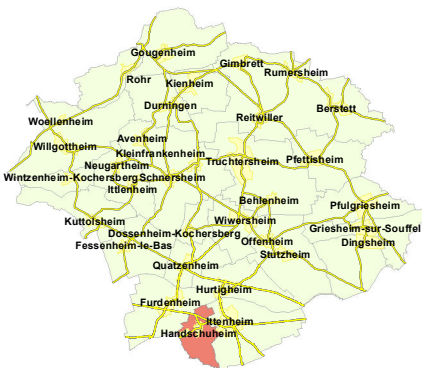 Gougenheim
Gimbrett
Rumersheim
Rohr
Kienheim
Durningen
Berstett
Reitwiller
Woellenheim
Avenheim
Willgottheim
Kleinfrankenheim
Truchtersheim
Pfettisheim
Neugartheim
Wintzenheim-Kochersberg
Schnersheim
Ittlenheim
Behlenheim
Pfulgriesheim
Kuttolsheim
Wiwersheim
Griesheim-sur-Souffel
Dossenheim-Kochersberg
Offenheim
Dingsheim
Fessenheim-le-Bas
Stutzheim
Quatzenheim
Hurtigheim
Furdenheim
Ittenheim
Handschuheim